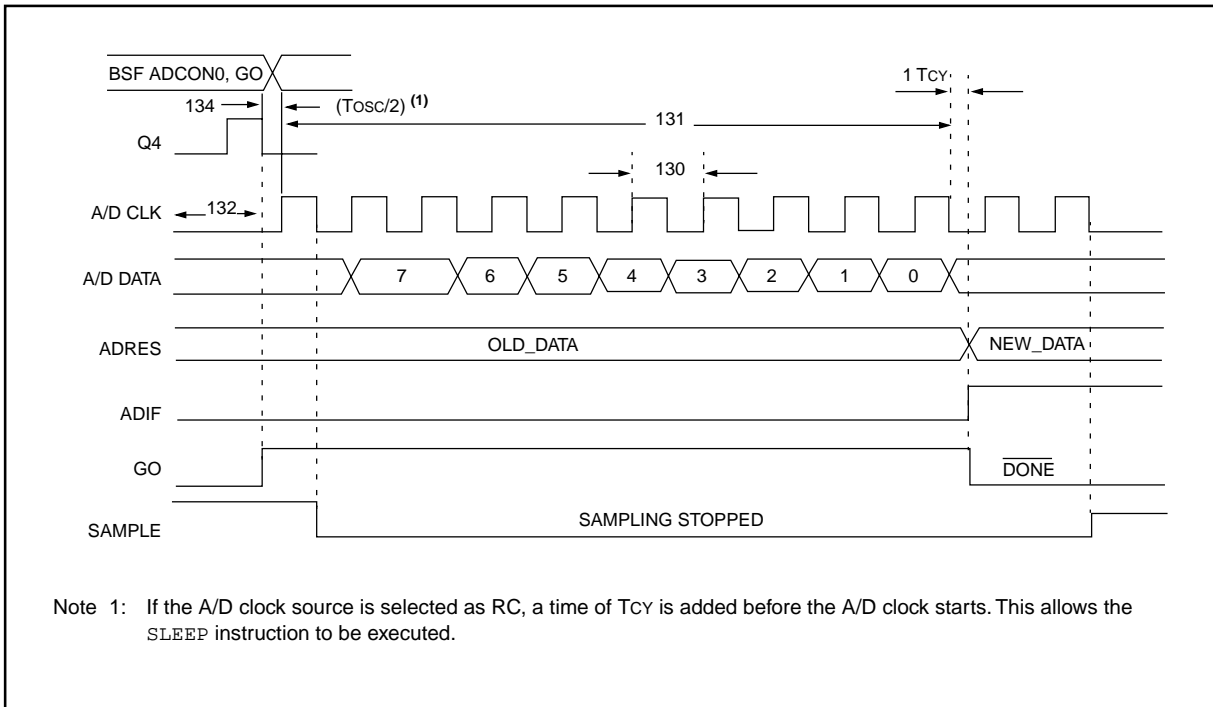 BSF ADCON0, GO
1 TCY
134
(TOSC/2) (1)
131
Q4
130
A/D CLK
132
A/D DATA
7 6 5 4 3 2 1 0
ADRES
OLD_DATA
NEW_DATA
ADIF
GO
DONE
SAMPLE
SAMPLING STOPPED
Note 1: If the A/D clock source is selected as RC, a time of TCY is added before the A/D clock starts. This allows the
SLEEP instruction to be executed.